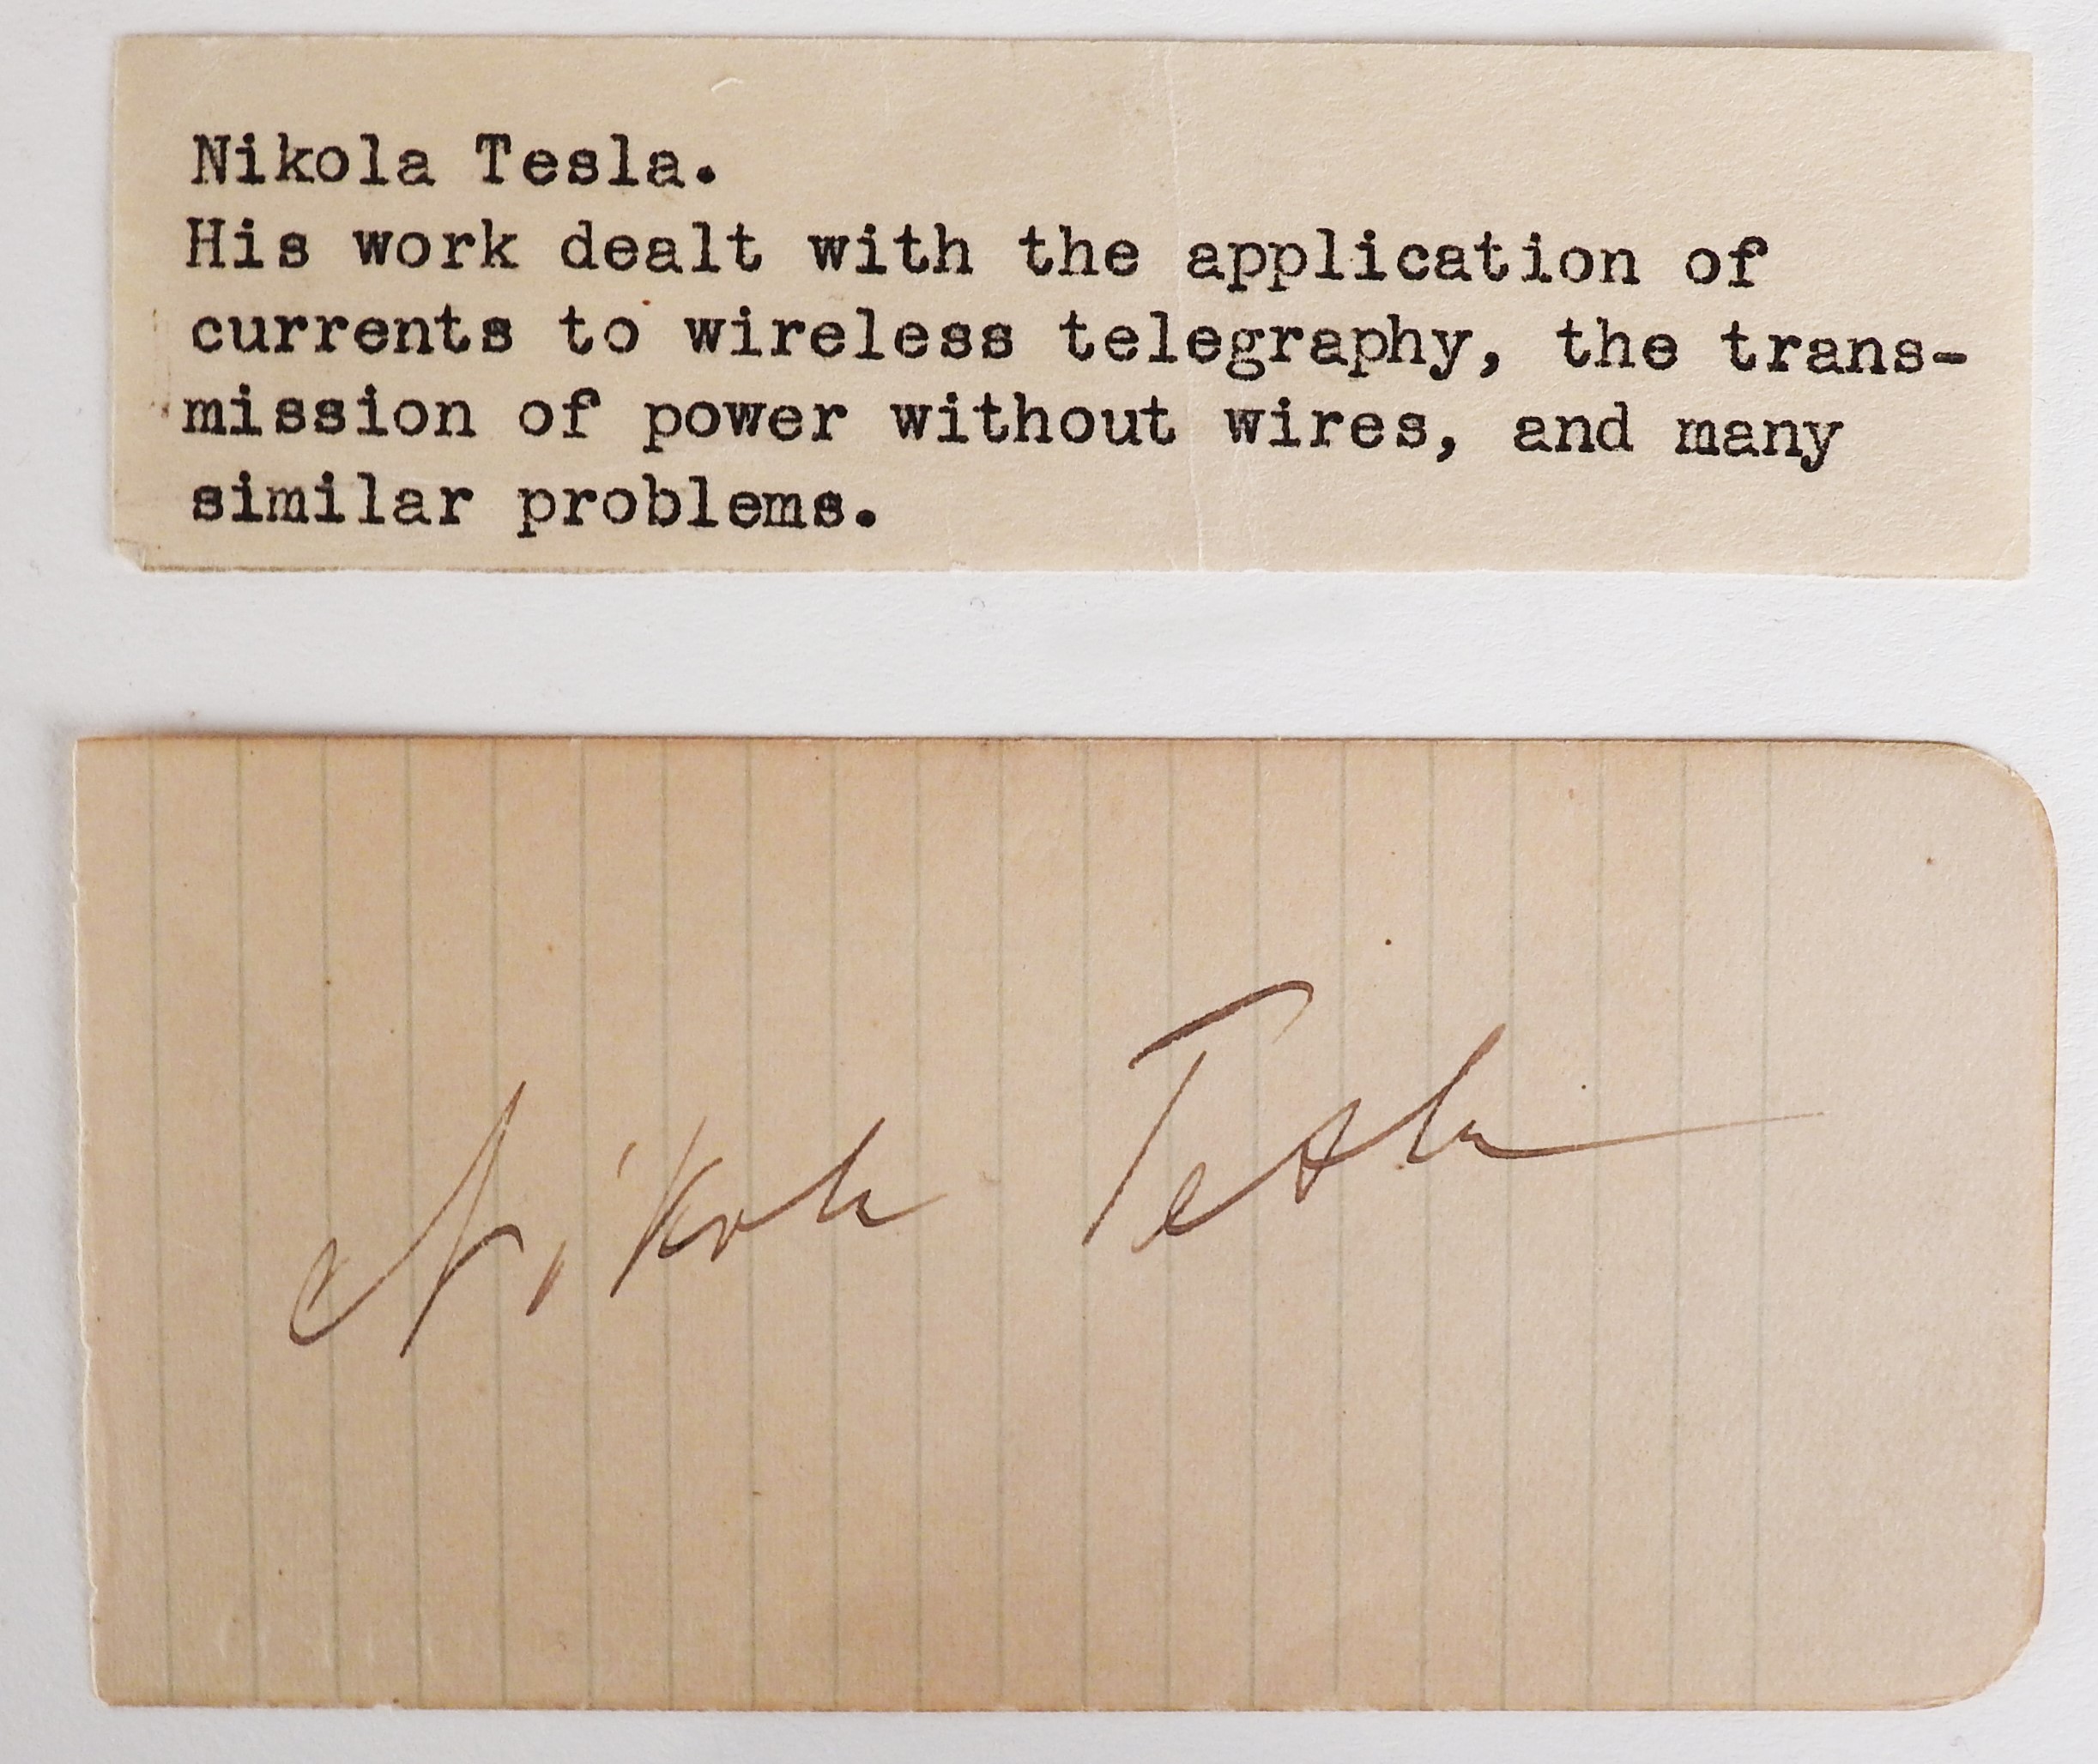 Nikola Tesla.
His work dealt with the application of
currents to wireless telegraphy, the trans-
mission of power without wires, and many
similar problems.
Nikola Tesla